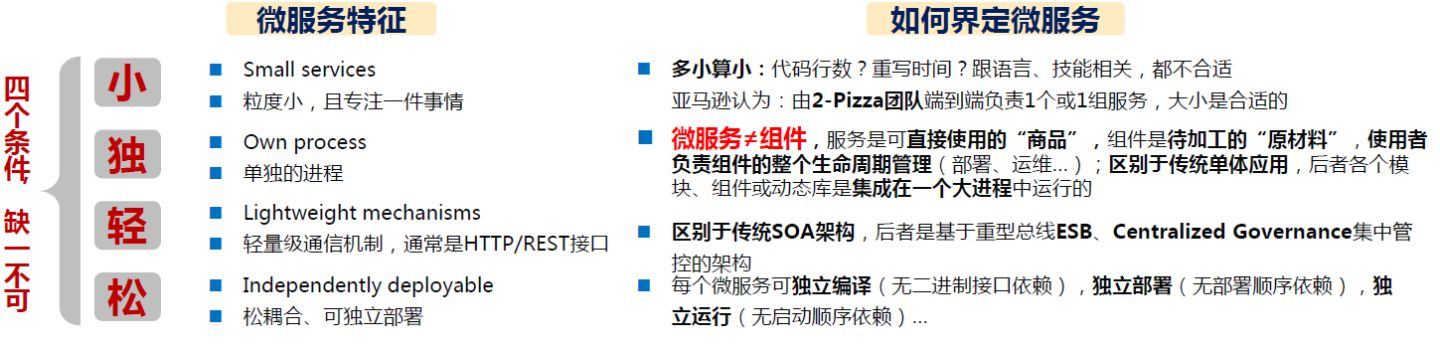 微服务特征
四个条件，缺一不可
小
■ Small services
■ 粒度小，且专注一件事情
独
■ Own process
■ 单独的进程
轻
■ Lightweight mechanisms
■ 轻量级通信机制，通常是HTTP/REST接口
松
■ Independently deployable
■ 松耦合、可独立部署
如何界定微服务
■ 多小算小：代码行数？重写时间？跟语言、技能相关，都不合适
亚马逊认为：由2-Pizza团队端到端负责1个或1组服务，大小是合适的
■ 微服务≠组件，服务是可直接使用的“商品”，组件是待加工的“原材料”，使用者
负责组件的整个生命周期管理（部署、运维...）；区别于传统单体应用，后者各个模
块、组件或动态库是集成在一个大进程中运行的
■ 区别于传统SOA架构，后者是基于重型总线ESB、Centralized Governance集中管
控的架构
■ 每个微服务可独立编译（无二进制接口依赖），独立部署（无部署顺序依赖），独
立运行（无启动顺序依赖）...